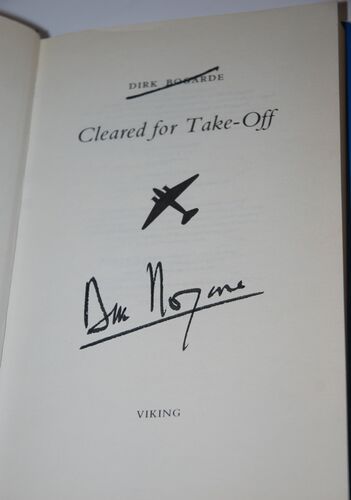 DIRK BOGARDE
Cleared for Take-Off
VIKING